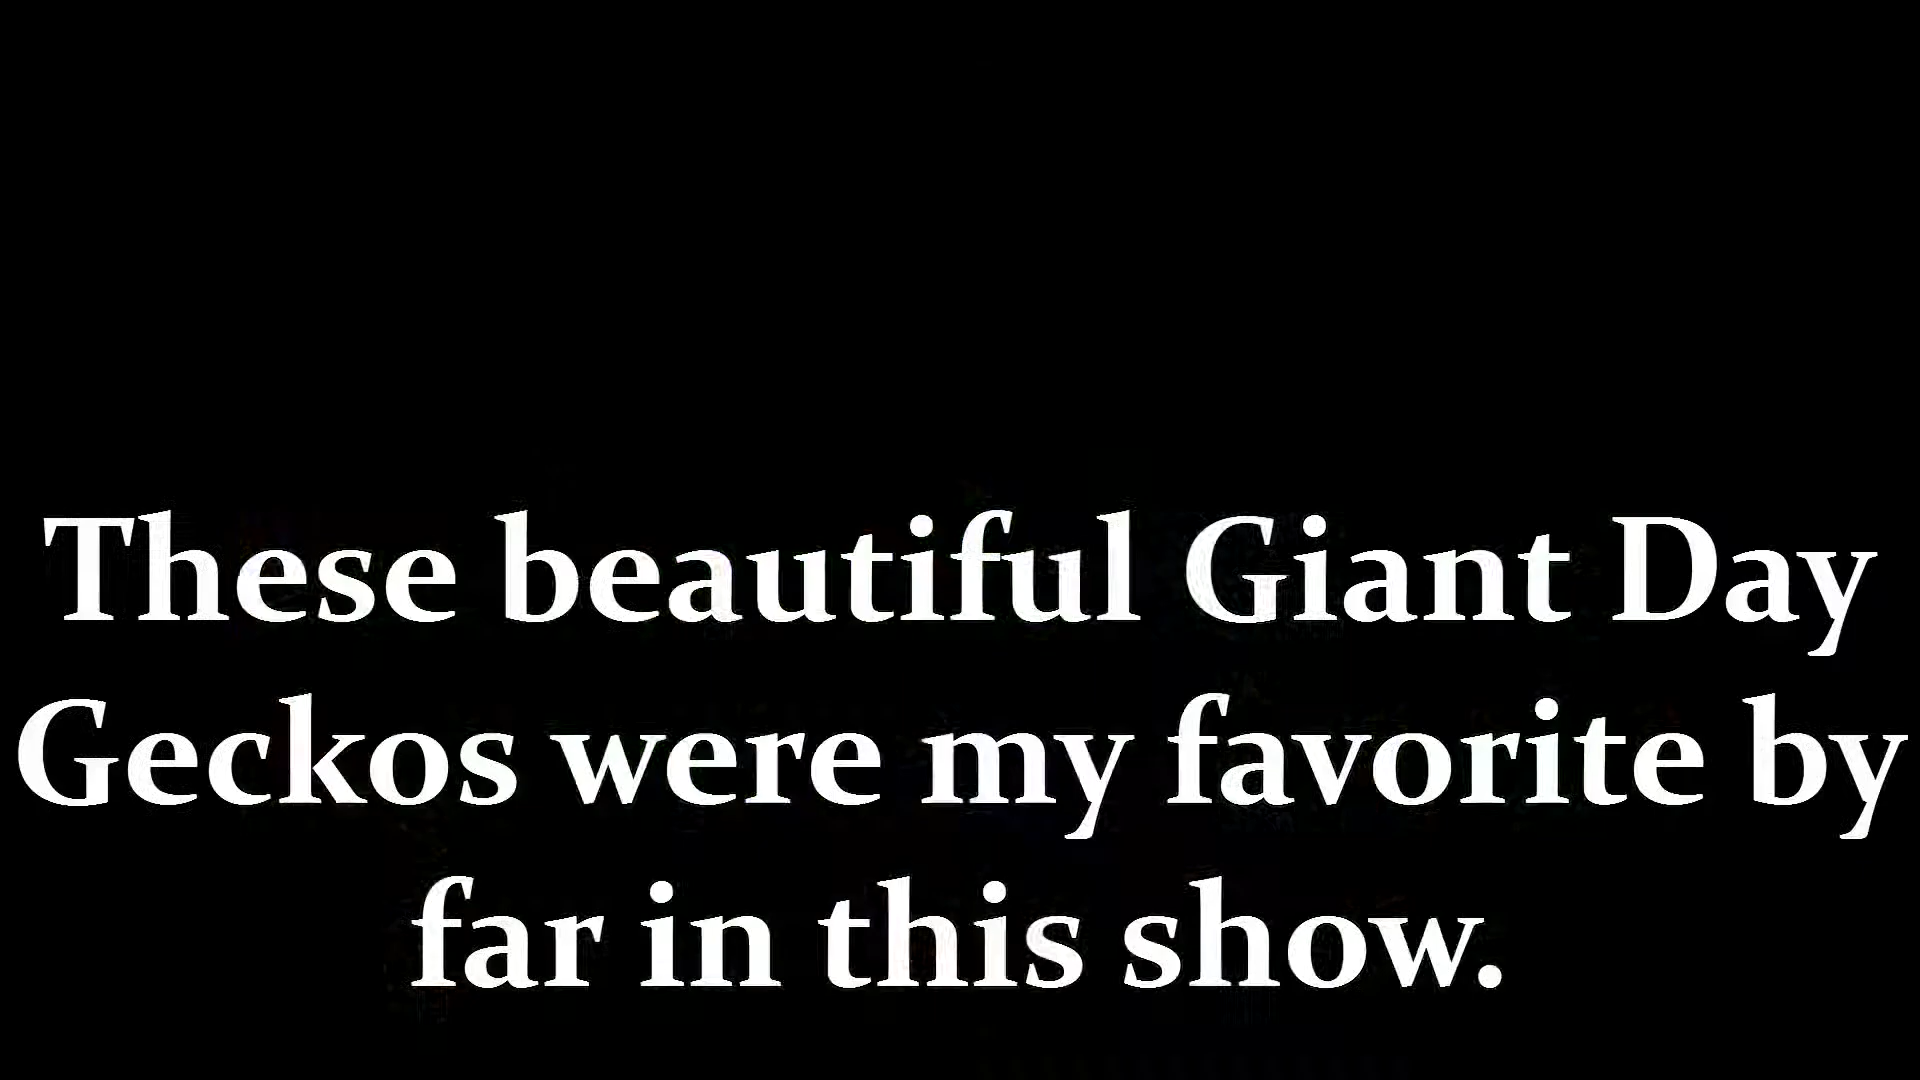 These beautiful Giant Day
Geckos were my favorite by
far in this show.